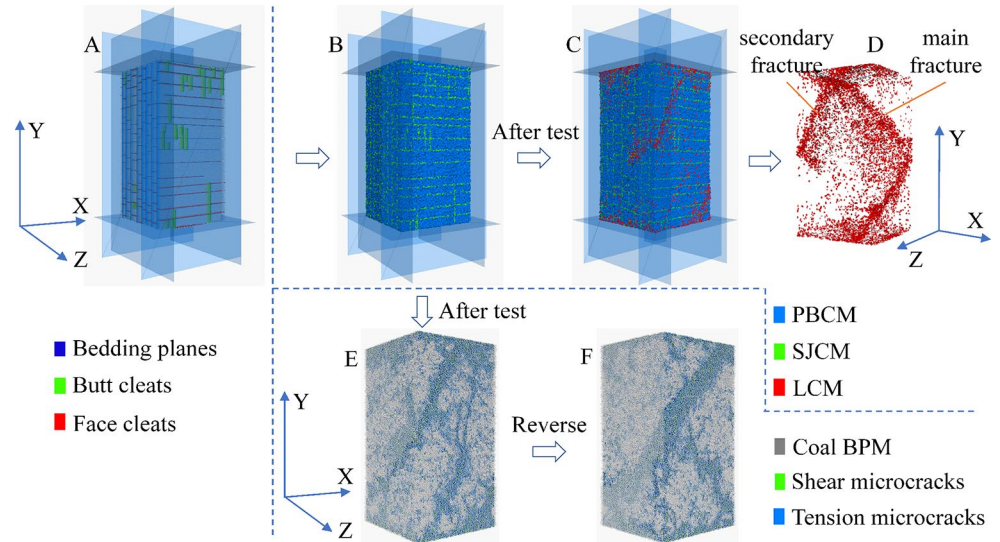 A
B
C
secondary
fracture
D
main
fracture
Y
X
Z
After test
Y
X
Z
After test
Bedding planes
Butt cleats
Face cleats
PBCM
SJCM
LCM
E
F
Y
X
Z
Reverse
Coal BPM
Shear microcracks
Tension microcracks